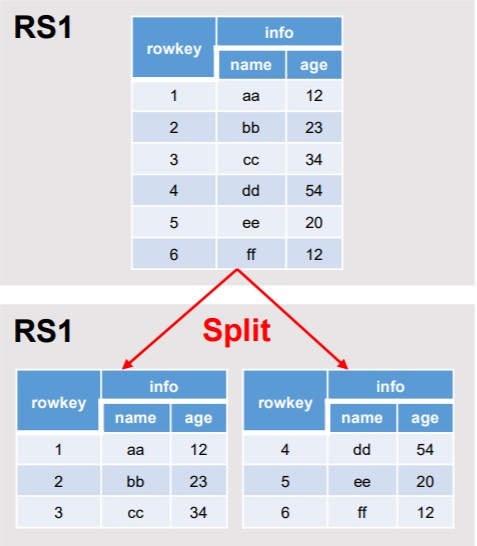 RS1
rowkey info
name age
1 aa 12
2 bb 23
3 cc 34
4 dd 54
5 ee 20
6 ff 12
RS1
Split
rowkey info
name age
1 aa 12
2 bb 23
3 cc 34
rowkey info
name age
4 dd 54
5 ee 20
6 ff 12